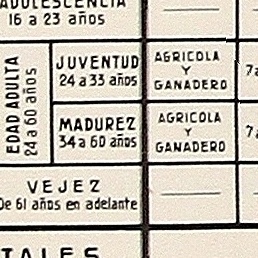 ADOLESCENCIA
16 a 23 años
EDAD ADULTA
24 a 60 años
JUVENTUD
24 a 33 años
AGRICOLA
Y
GANADERO
MADUREZ
34 a 60 años
AGRICOLA
Y
GANADERO
VEJEZ
De 61 años en adelante
TALES